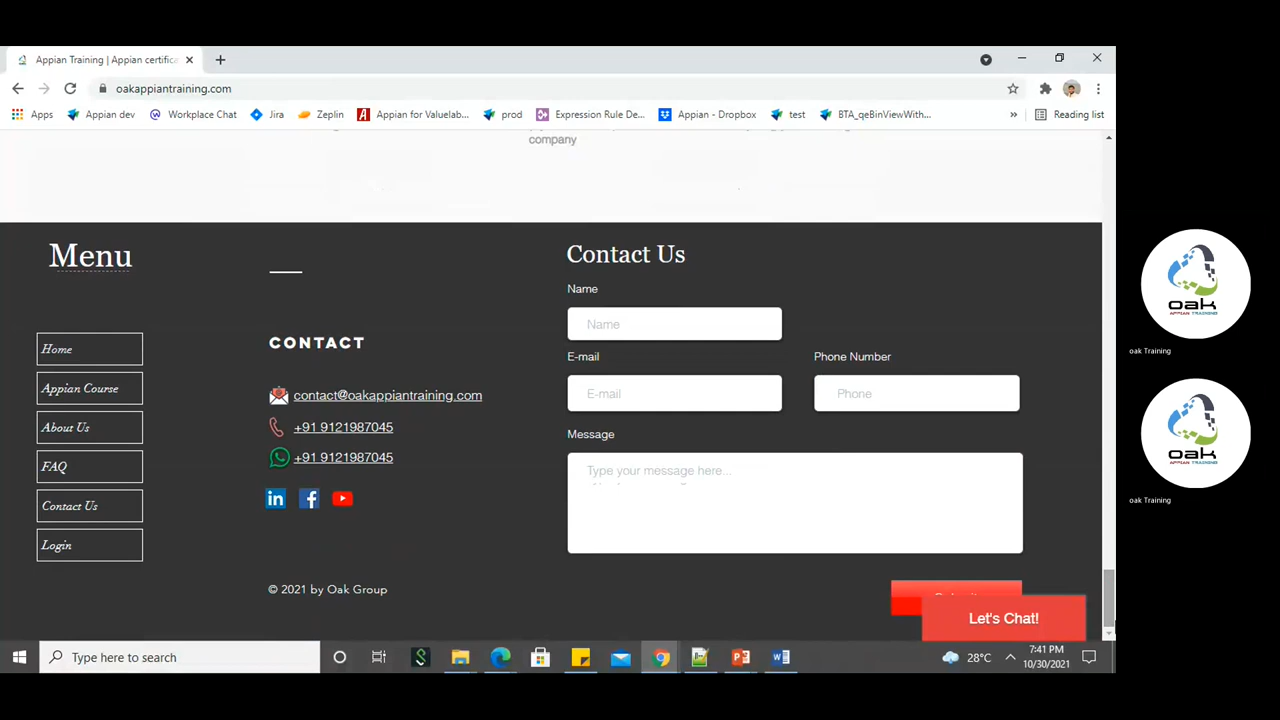 Appian Training | Appian certifica
oakappiantraining.com
Apps
Appian dev
Workplace Chat
Jira
Zeplin
Appian for Valuelab...
prod
Expression Rule De...
Appian - Dropbox
test
BTA_qeBinViewWith...
»
Reading list
company
Menu
Home
Appian Course
About Us
FAQ
Contact Us
Login
CONTACT
contact@oakappiantraining.com
+91 9121987045
+91 9121987045
in
© 2021 by Oak Group
Contact Us
Name
Name
E-mail
Phone Number
E-mail
Phone
Message
Type your message here...
Let's Chat!
oak
APPIAN TRAINING
oak Training
oak
APPIAN TRAINING
oak Training
Type here to search
28°C
7:41 PM
10/30/2021